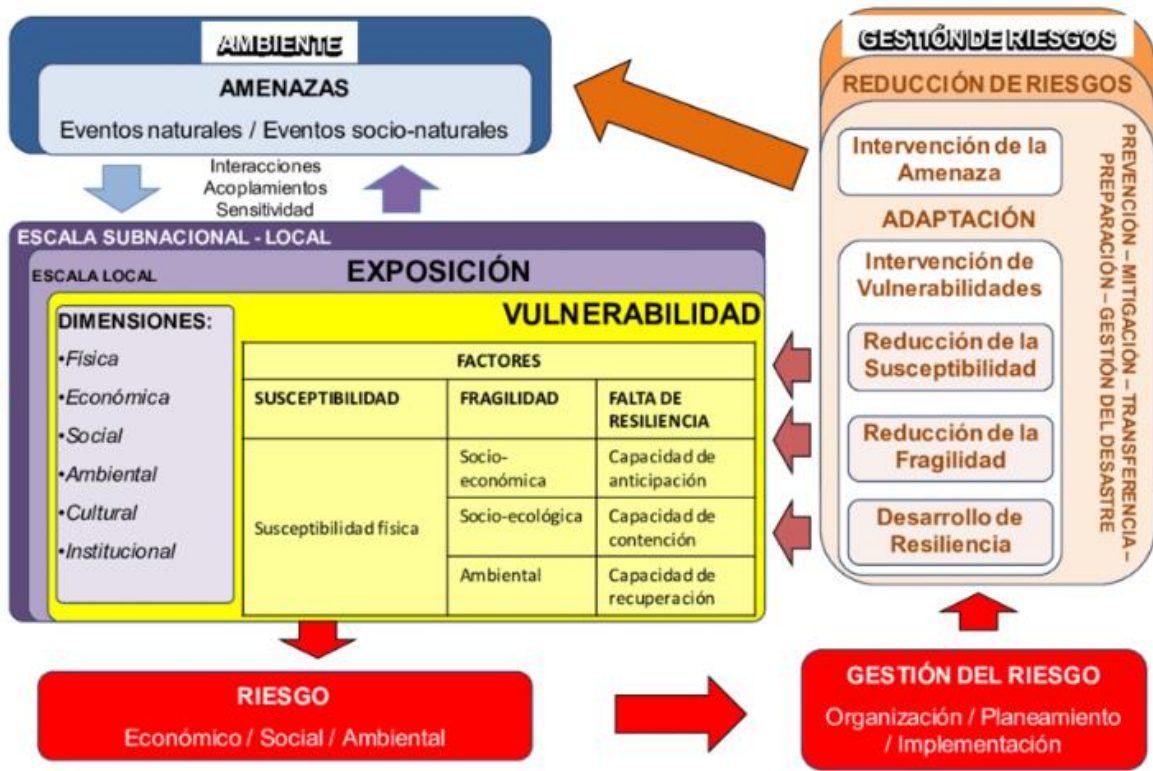 AMBIENTE
AMENAZAS
Eventos naturales / Eventos socio-naturales
Interacciones
Acoplamientos
Sensitividad
ESCALA SUBNACIONAL - LOCAL
ESCALA LOCAL
EXPOSICIÓN
VULNERABILIDAD
DIMENSIONES:
•Física
•Económica
•Social
•Ambiental
•Cultural
•Institucional
FACTORES
SUSCEPTIBILIDAD
FRAGILIDAD
FALTA DE
RESILIENCIA
Susceptibilidad física
Socio-
económica
Capacidad de
anticipación
Socio-ecológica
Capacidad de
contención
Ambiental
Capacidad de
recuperación
RIESGO
Económico / Social / Ambiental
GESTIÓN DE RIESGOS
REDUCCIÓN DE RIESGOS
Intervención de la
Amenaza
ADAPTACIÓN
Intervención de
Vulnerabilidades
Reducción de la
Susceptibilidad
Reducción de la
Fragilidad
Desarrollo de
Resiliencia
PREVENCIÓN – MITIGACIÓN – TRANSFERENCIA –
PREPARACIÓN – GESTIÓN DEL DESASTRE
GESTIÓN DEL RIESGO
Organización / Planeamiento
/ Implementación